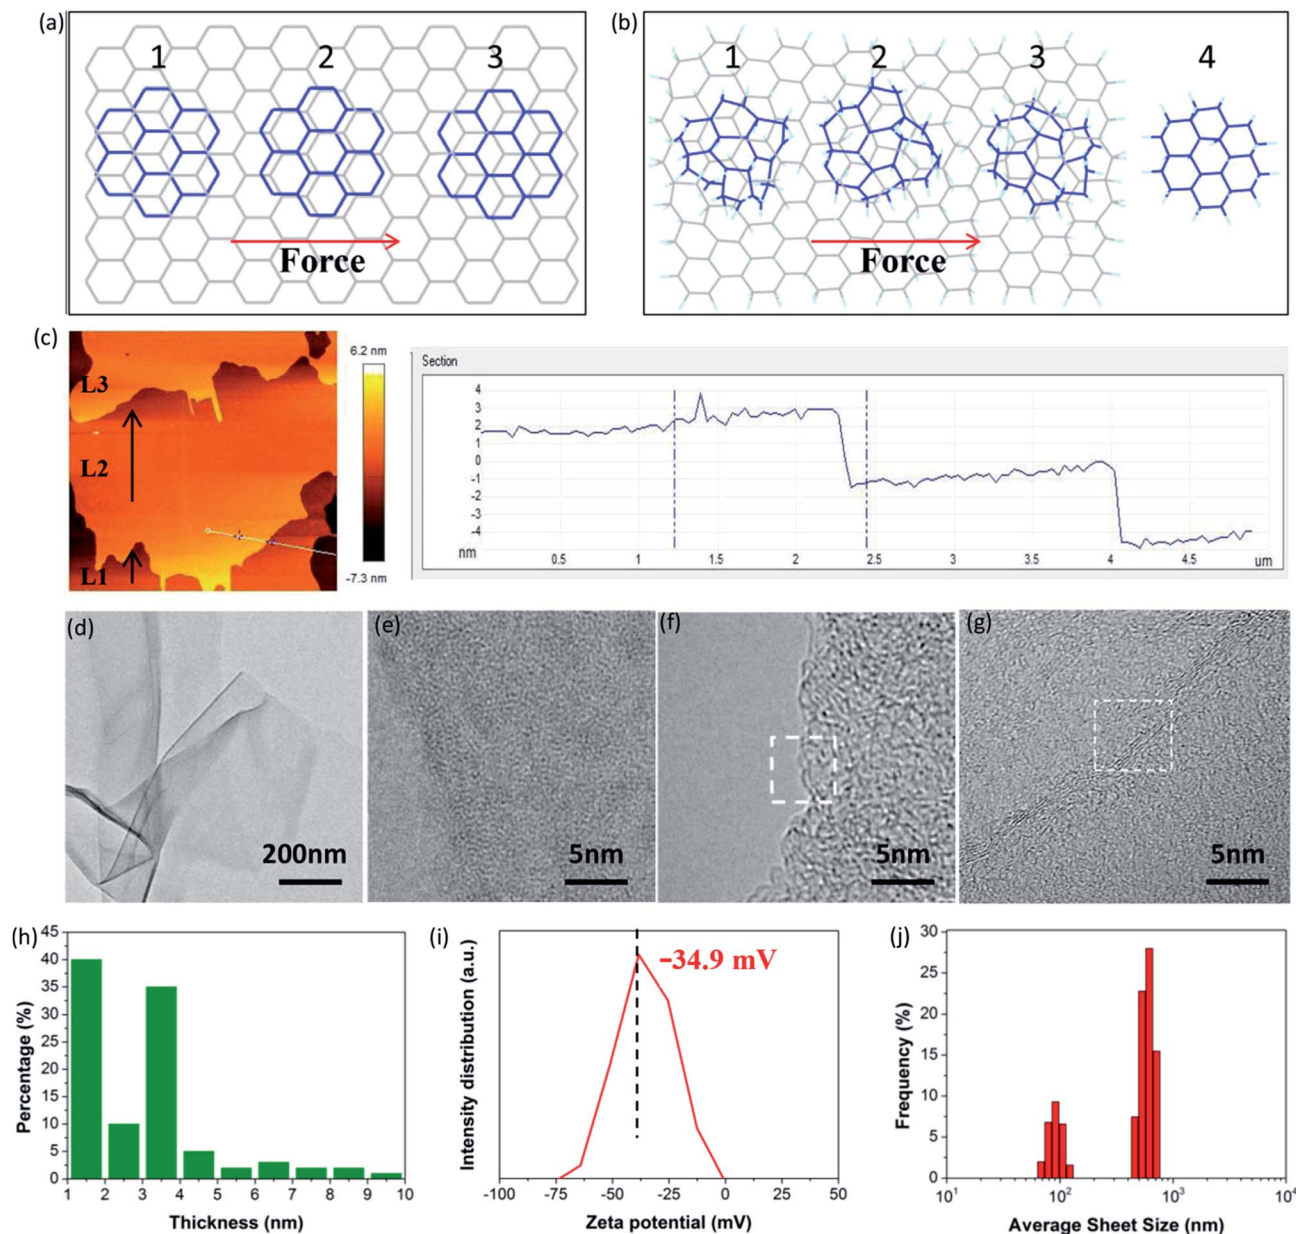 (a)
1
2
3
Force
(b)
1
2
3
4
Force
(c)
L3
L2
L1
6.2 nm
-7.3 nm
Section
4
3
2
1
0
-1
-2
-4
nm
0.5
1
1.5
2
2.5
3
3.5
4
4.5
um
(d)
200nm
(e)
5nm
(f)
5nm
(g)
5nm
(h)
Percentage (%)
45
40
35
30
25
20
15
10
5
0
1 2 3 4 5 6 7 8 9 10
Thickness (nm)
(i)
Intensity distribution (a.u.)
-34.9 mV
-100 -75 -50 -25 0 25 50
Zeta potential (mV)
(j)
Frequency (%)
30
25
20
15
10
5
0
10¹ 10² 10³ 10⁴
Average Sheet Size (nm)